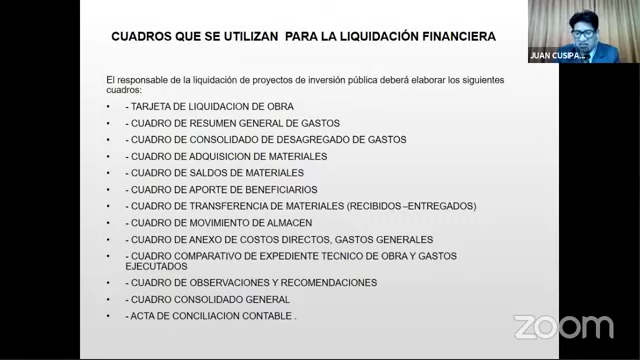 CUADROS QUE SE UTILIZAN PARA LA LIQUIDACIÓN FINANCIERA
JUAN CUSIPA...
El responsable de la liquidación de proyectos de inversión pública deberá elaborar los siguientes
cuadros:
• - TARJETA DE LIQUIDACION DE OBRA
• - CUADRO DE RESUMEN GENERAL DE GASTOS
• - CUADRO DE CONSOLIDADO DE DESAGREGADO DE GASTOS
• - CUADRO DE ADQUISICION DE MATERIALES
• - CUADRO DE SALDOS DE MATERIALES
• - CUADRO DE APORTE DE BENEFICIARIOS
• - CUADRO DE TRANSFERENCIA DE MATERIALES (RECIBIDOS –ENTREGADOS)
• - CUADRO DE MOVIMIENTO DE ALMACEN
• - CUADRO DE ANEXO DE COSTOS DIRECTOS, GASTOS GENERALES
• - CUADRO COMPARATIVO DE EXPEDIENTE TECNICO DE OBRA Y GASTOS
EJECUTADOS
• - CUADRO DE OBSERVACIONES Y RECOMENDACIONES
• - CUADRO CONSOLIDADO GENERAL
• - ACTA DE CONCILIACION CONTABLE .
zoom